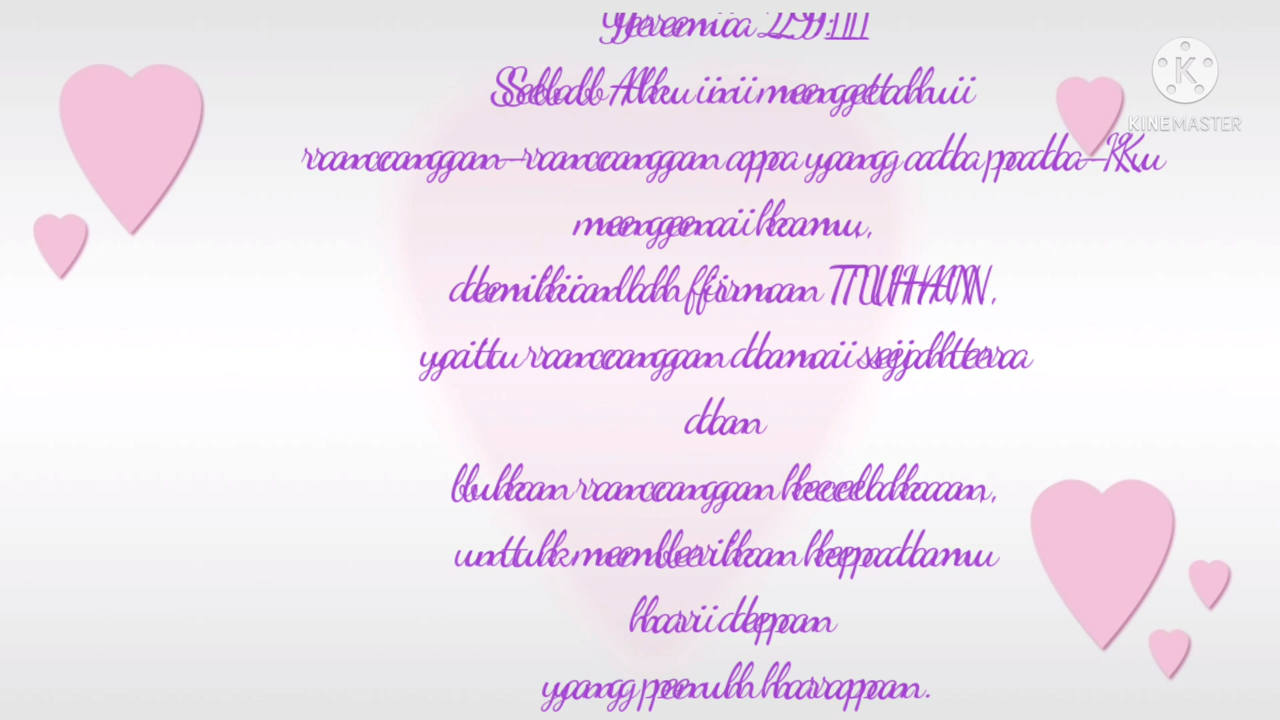 Yeremia 29:11
Sebab Aku ini mengetahui
rancangan-rancangan apa yang ada pada-Ku
mengenai kamu,
demikianlah firman TUHAN,
yaitu rancangan damai sejahtera
dan
bukan rancangan kecelakaan,
untuk memberikan kepadamu
hari depan
yang penuh harapan.
K
KINEMASTER